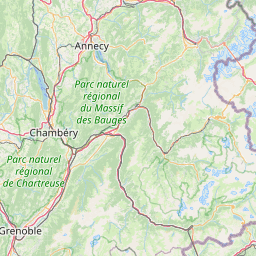 Annecy
Parc naturel
régional
du Massif
des Bauges
Chambéry
Parc naturel
régional
de Chartreuse
Grenoble